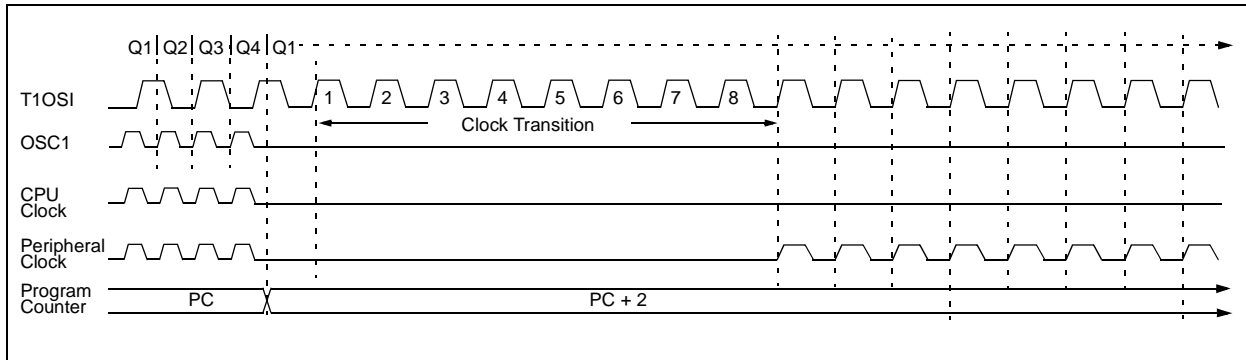 Q1 Q2 Q3 Q4 Q1
T1OSI
1 2 3 4 5 6 7 8
Clock Transition
OSC1
CPU
Clock
Peripheral
Clock
Program
Counter
PC
PC + 2